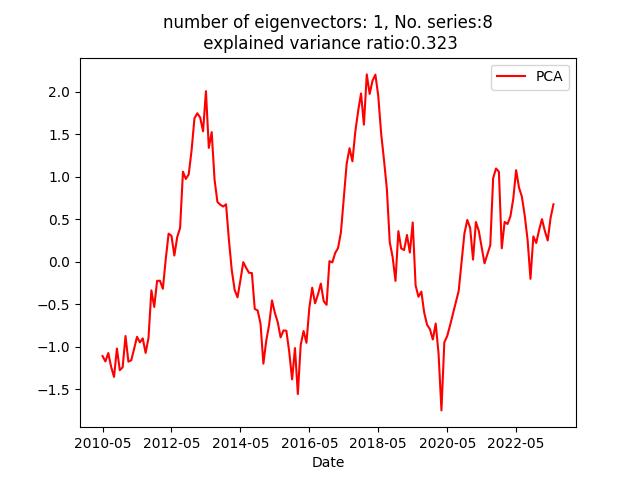 number of eigenvectors: 1, No. series:8
explained variance ratio:0.323
PCA
2.0
1.5
1.0
0.5
0.0
−0.5
−1.0
−1.5
2010-05 2012-05 2014-05 2016-05 2018-05 2020-05 2022-05
Date